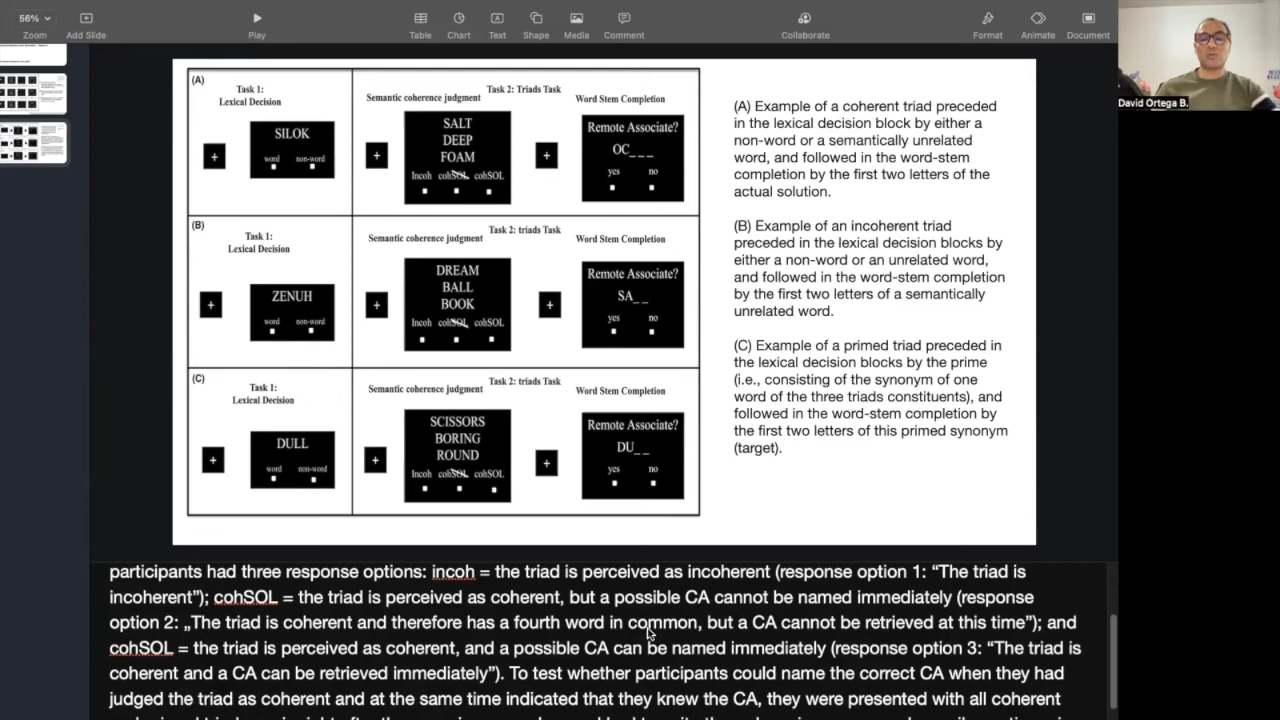 56%
Zoom
Add Slide
Play
Table
Chart
Text
Shape
Media
Comment
Collaborate
Format
Animate
Document
David Ortega B.
(A)
Task 1:
Lexical Decision
+
SILOK
word non-word
Task 2: Triads Task
Semantic coherence judgment
+
SALT
DEEP
FOAM
Incoh cohSOL cohSOL
+
Word Stem Completion
Remote Associate?
OC_ _ _
yes no
(B)
Task 1:
Lexical Decision
+
ZENUH
word non-word
Task 2: triads Task
Semantic coherence judgment
+
DREAM
BALL
BOOK
Incoh cohSOL cohSOL
+
Word Stem Completion
Remote Associate?
SA_ _
yes no
(C)
Task 1:
Lexical Decision
+
DULL
word non-word
Task 2: triads Task
Semantic coherence judgment
+
SCISSORS
BORING
ROUND
Incoh cohSOL cohSOL
+
Word Stem Completion
Remote Associate?
DU_ _
yes no
(A) Example of a coherent triad preceded
in the lexical decision block by either a
non-word or a semantically unrelated
word, and followed in the word-stem
completion by the first two letters of the
actual solution.
(B) Example of an incoherent triad
preceded in the lexical decision blocks by
either a non-word or an unrelated word,
and followed in the word-stem completion
by the first two letters of a semantically
unrelated word.
(C) Example of a primed triad preceded in
the lexical decision blocks by the prime
(i.e., consisting of the synonym of one
word of the three triads constituents), and
followed in the word-stem completion by
the first two letters of this primed synonym
(target).
participants had three response options: incoh = the triad is perceived as incoherent (response option 1: “The triad is
incoherent”); cohSOL = the triad is perceived as coherent, but a possible CA cannot be named immediately (response
option 2: „The triad is coherent and therefore has a fourth word in common, but a CA cannot be retrieved at this time”); and
cohSOL = the triad is perceived as coherent, and a possible CA can be named immediately (response option 3: “The triad is
coherent and a CA can be retrieved immediately”). To test whether participants could name the correct CA when they had
judged the triad as coherent and at the same time indicated that they knew the CA, they were presented with all coherent